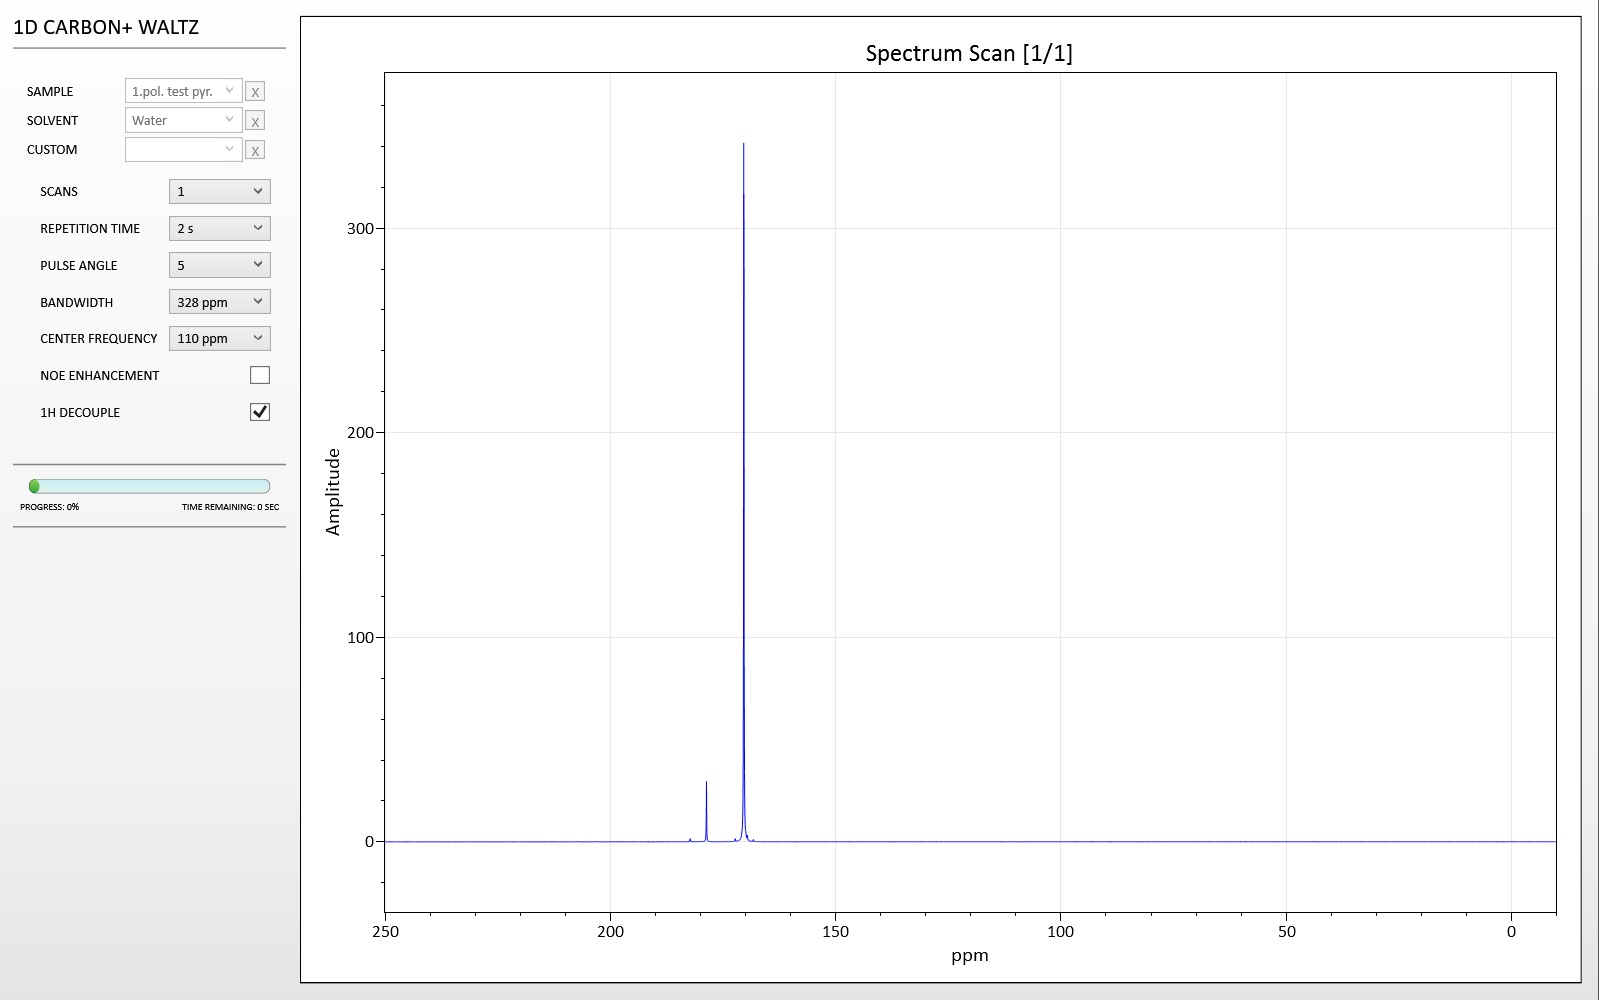 1D CARBON+ WALTZ
SAMPLE 1.pol. test pyr. X
SOLVENT Water X
CUSTOM X
SCANS 1
REPETITION TIME 2 s
PULSE ANGLE 5
BANDWIDTH 328 ppm
CENTER FREQUENCY 110 ppm
NOE ENHANCEMENT
1H DECOUPLE
PROGRESS: 0% TIME REMAINING: 0 SEC
Spectrum Scan [1/1]
Amplitude
300
200
100
0
250 200 150 100 50 0
ppm